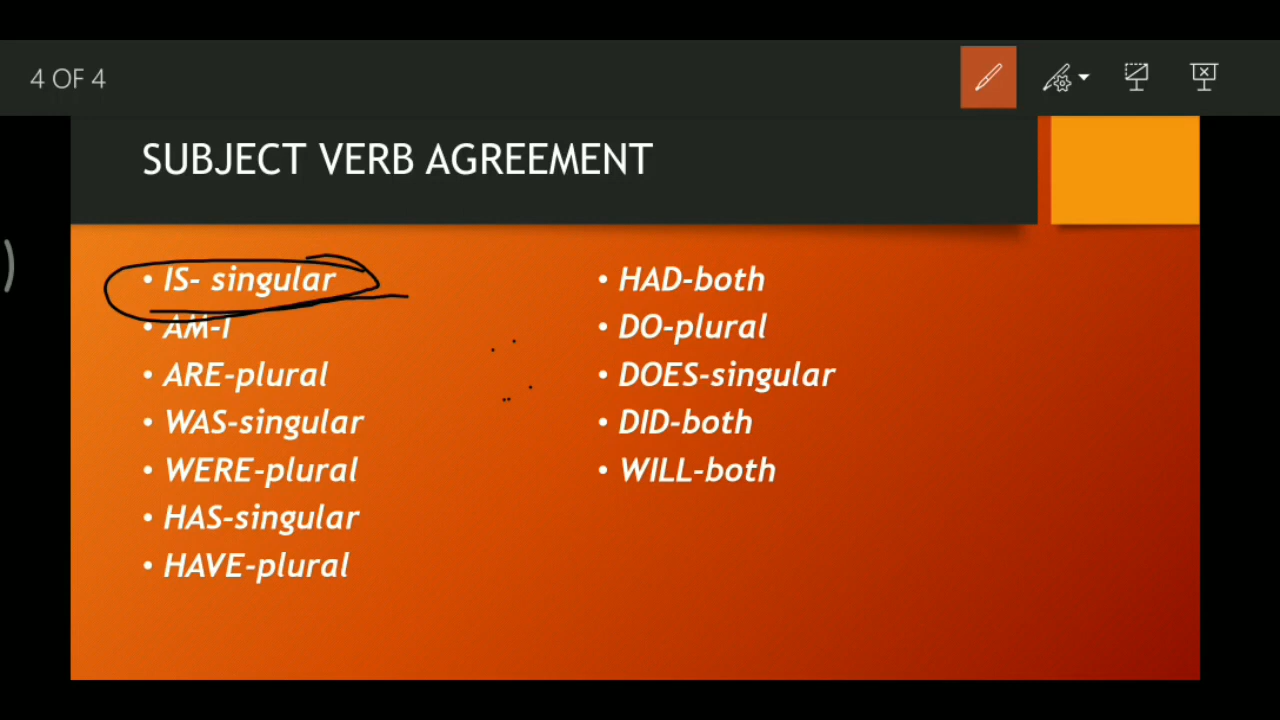 4 OF 4
SUBJECT VERB AGREEMENT
• IS- singular
• AM-I
• ARE-plural
• WAS-singular
• WERE-plural
• HAS-singular
• HAVE-plural
• HAD-both
• DO-plural
• DOES-singular
• DID-both
• WILL-both